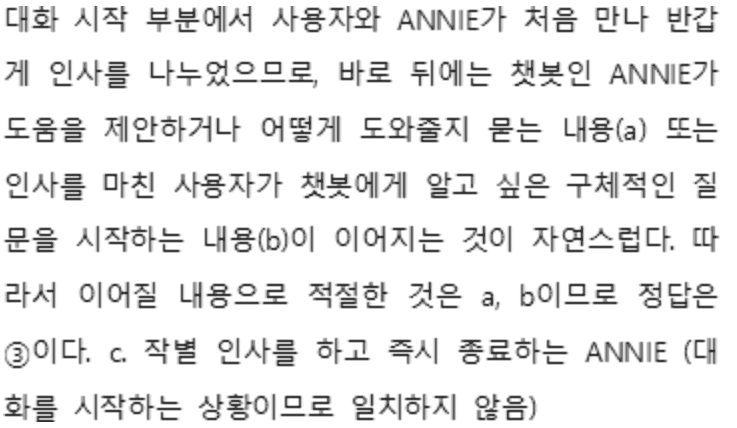 대화 시작 부분에서 사용자와 ANNIE가 처음 만나 반갑
게 인사를 나누었으므로, 바로 뒤에는 챗봇인 ANNIE가
도움을 제안하거나 어떻게 도와줄지 묻는 내용(a) 또는
인사를 마친 사용자가 챗봇에게 알고 싶은 구체적인 질
문을 시작하는 내용(b)이 이어지는 것이 자연스럽다. 따
라서 이어질 내용으로 적절한 것은 a, b이므로 정답은
③이다. c. 작별 인사를 하고 즉시 종료하는 ANNIE (대
화를 시작하는 상황이므로 일치하지 않음)